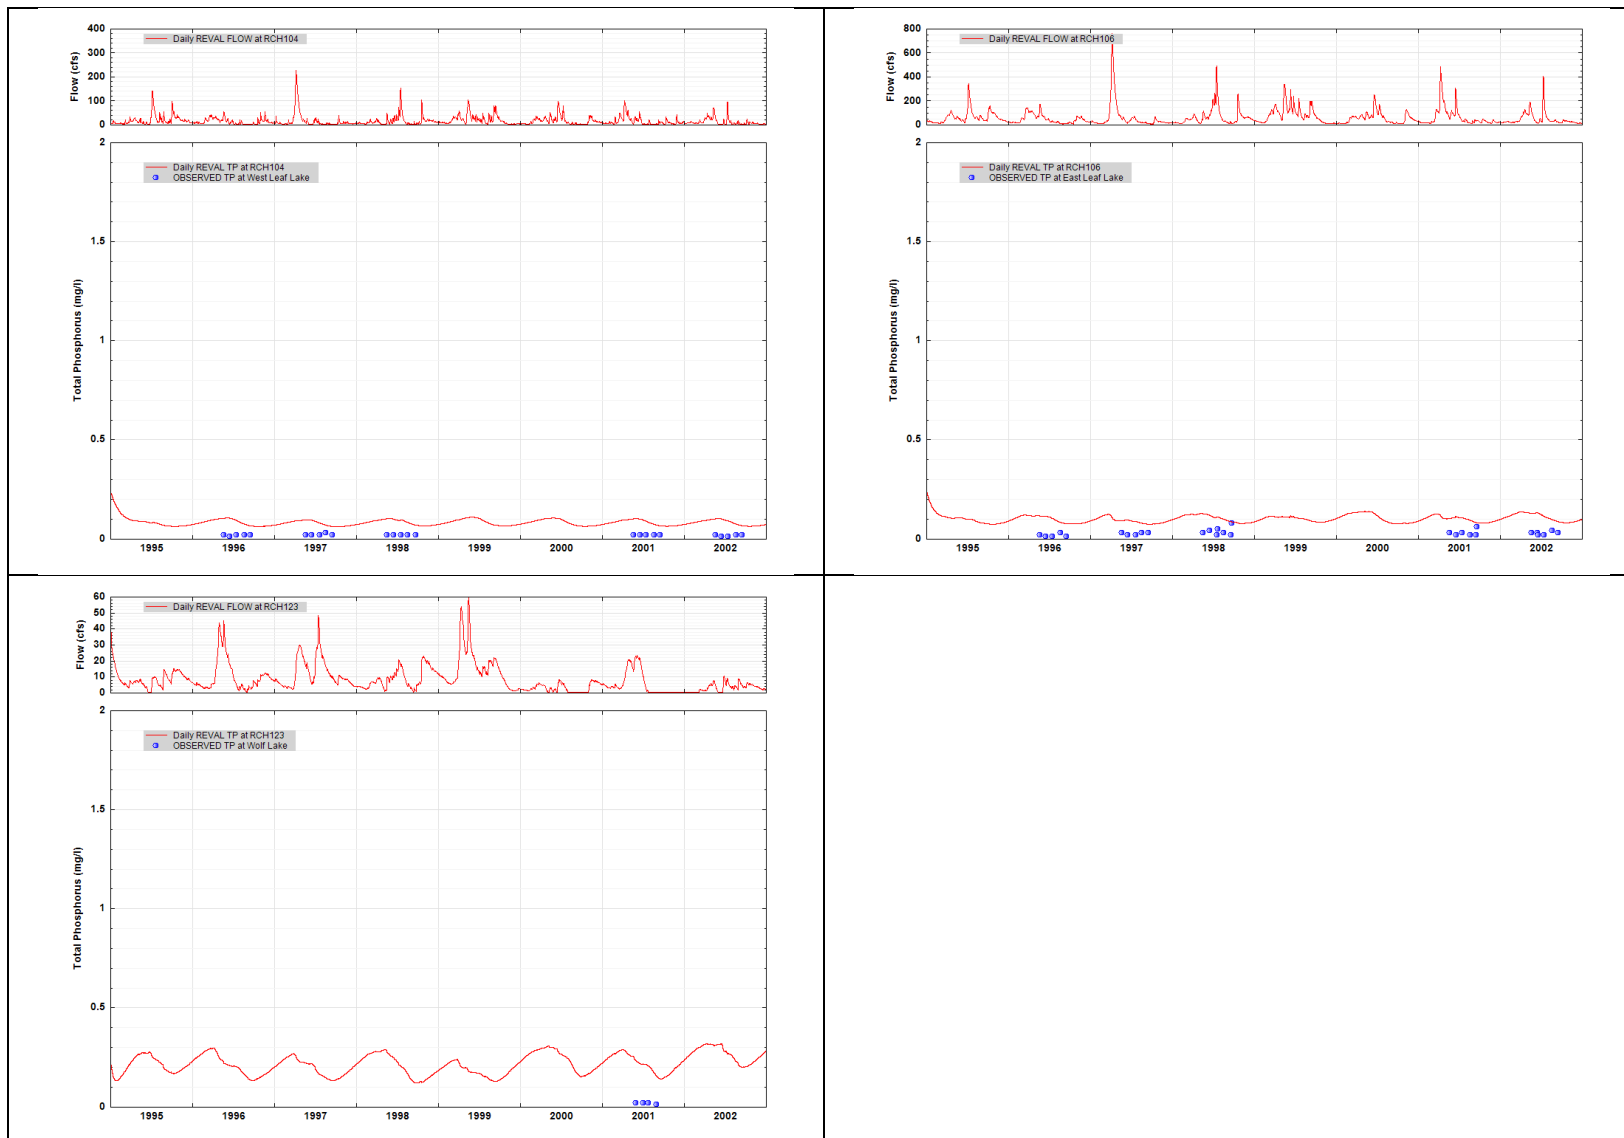 400
300
200
100
0
Flow (cfs)
Daily REVAL FLOW at RCH104
2
1.5
1
0.5
0
Total Phosphorus (mg/l)
Daily REVAL TP at RCH104
OBSERVED TP at West Leaf Lake
1995 1996 1997 1998 1999 2000 2001 2002
800
600
400
200
0
Flow (cfs)
Daily REVAL FLOW at RCH106
2
1.5
1
0.5
0
Total Phosphorus (mg/l)
Daily REVAL TP at RCH106
OBSERVED TP at East Leaf Lake
1995 1996 1997 1998 1999 2000 2001 2002
60
50
40
30
20
10
0
Flow (cfs)
Daily REVAL FLOW at RCH123
2
1.5
1
0.5
0
Total Phosphorus (mg/l)
Daily REVAL TP at RCH123
OBSERVED TP at Wolf Lake
1995 1996 1997 1998 1999 2000 2001 2002